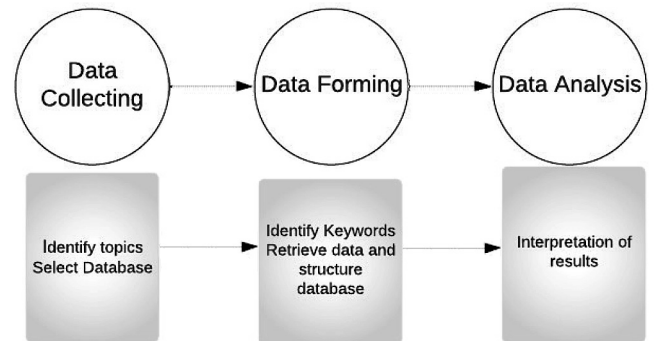 Data
Collecting
Data Forming
Data Analysis
Identify topics
Select Database
Identify Keywords
Retrieve data and
structure
database
Interpretation of
results